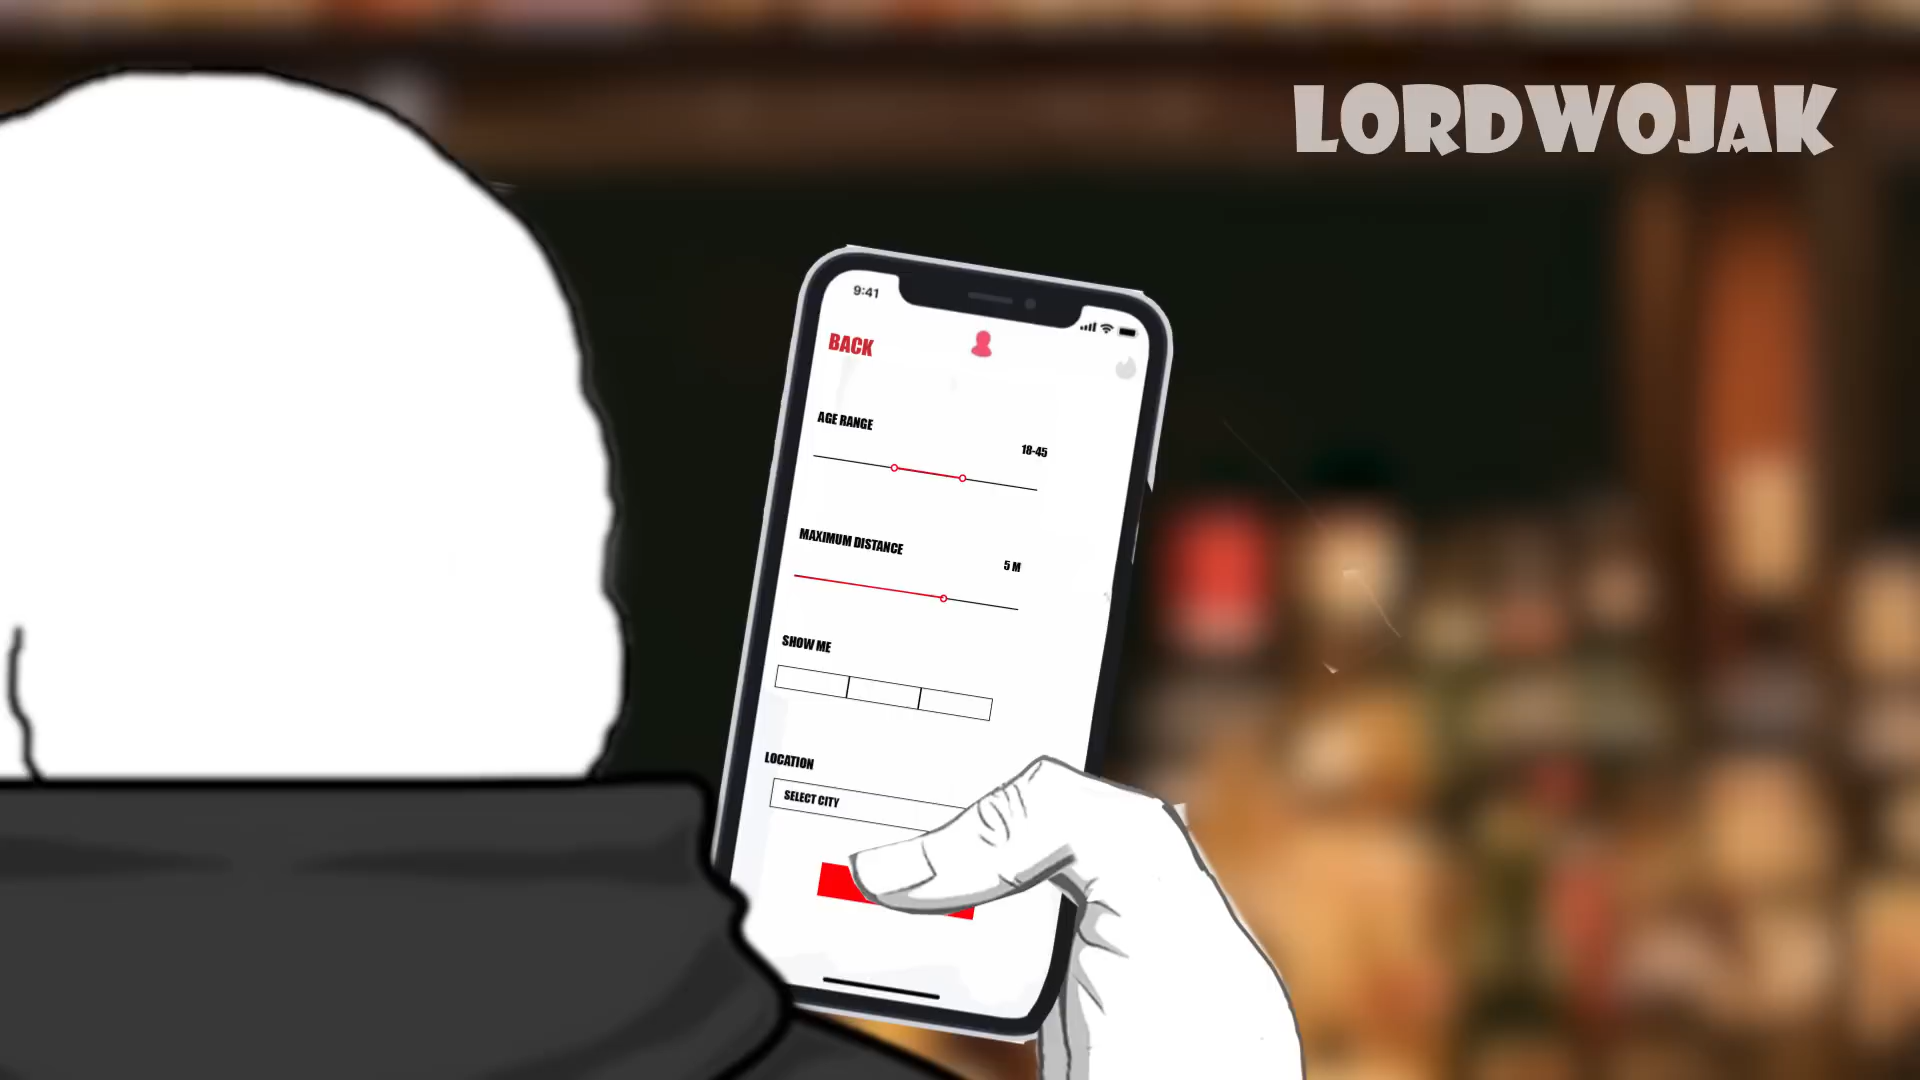 LORDWOJAK
9:41
BACK
AGE RANGE
18-45
MAXIMUM DISTANCE
5 M
SHOW ME
LOCATION
SELECT CITY